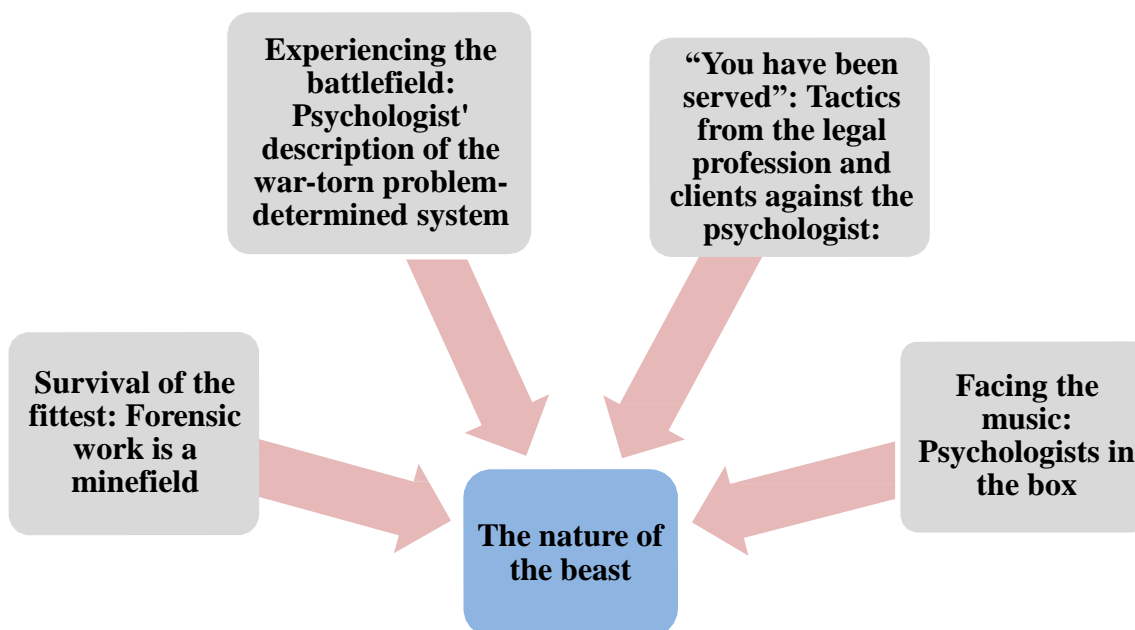 Experiencing the
battlefield:
Psychologist'
description of the
war-torn problem-
determined system
“You have been
served”: Tactics
from the legal
profession and
clients against the
psychologist:
Survival of the
fittest: Forensic
work is a
minefield
Facing the
music:
Psychologists in
the box
The nature of
the beast